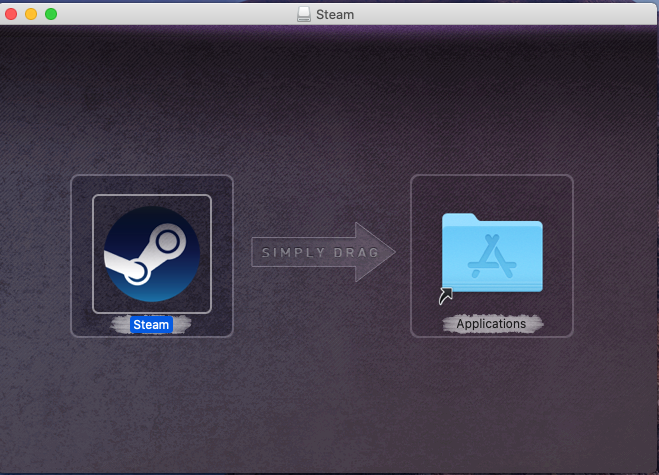 Steam
SIMPLY DRAG
Steam
Applications